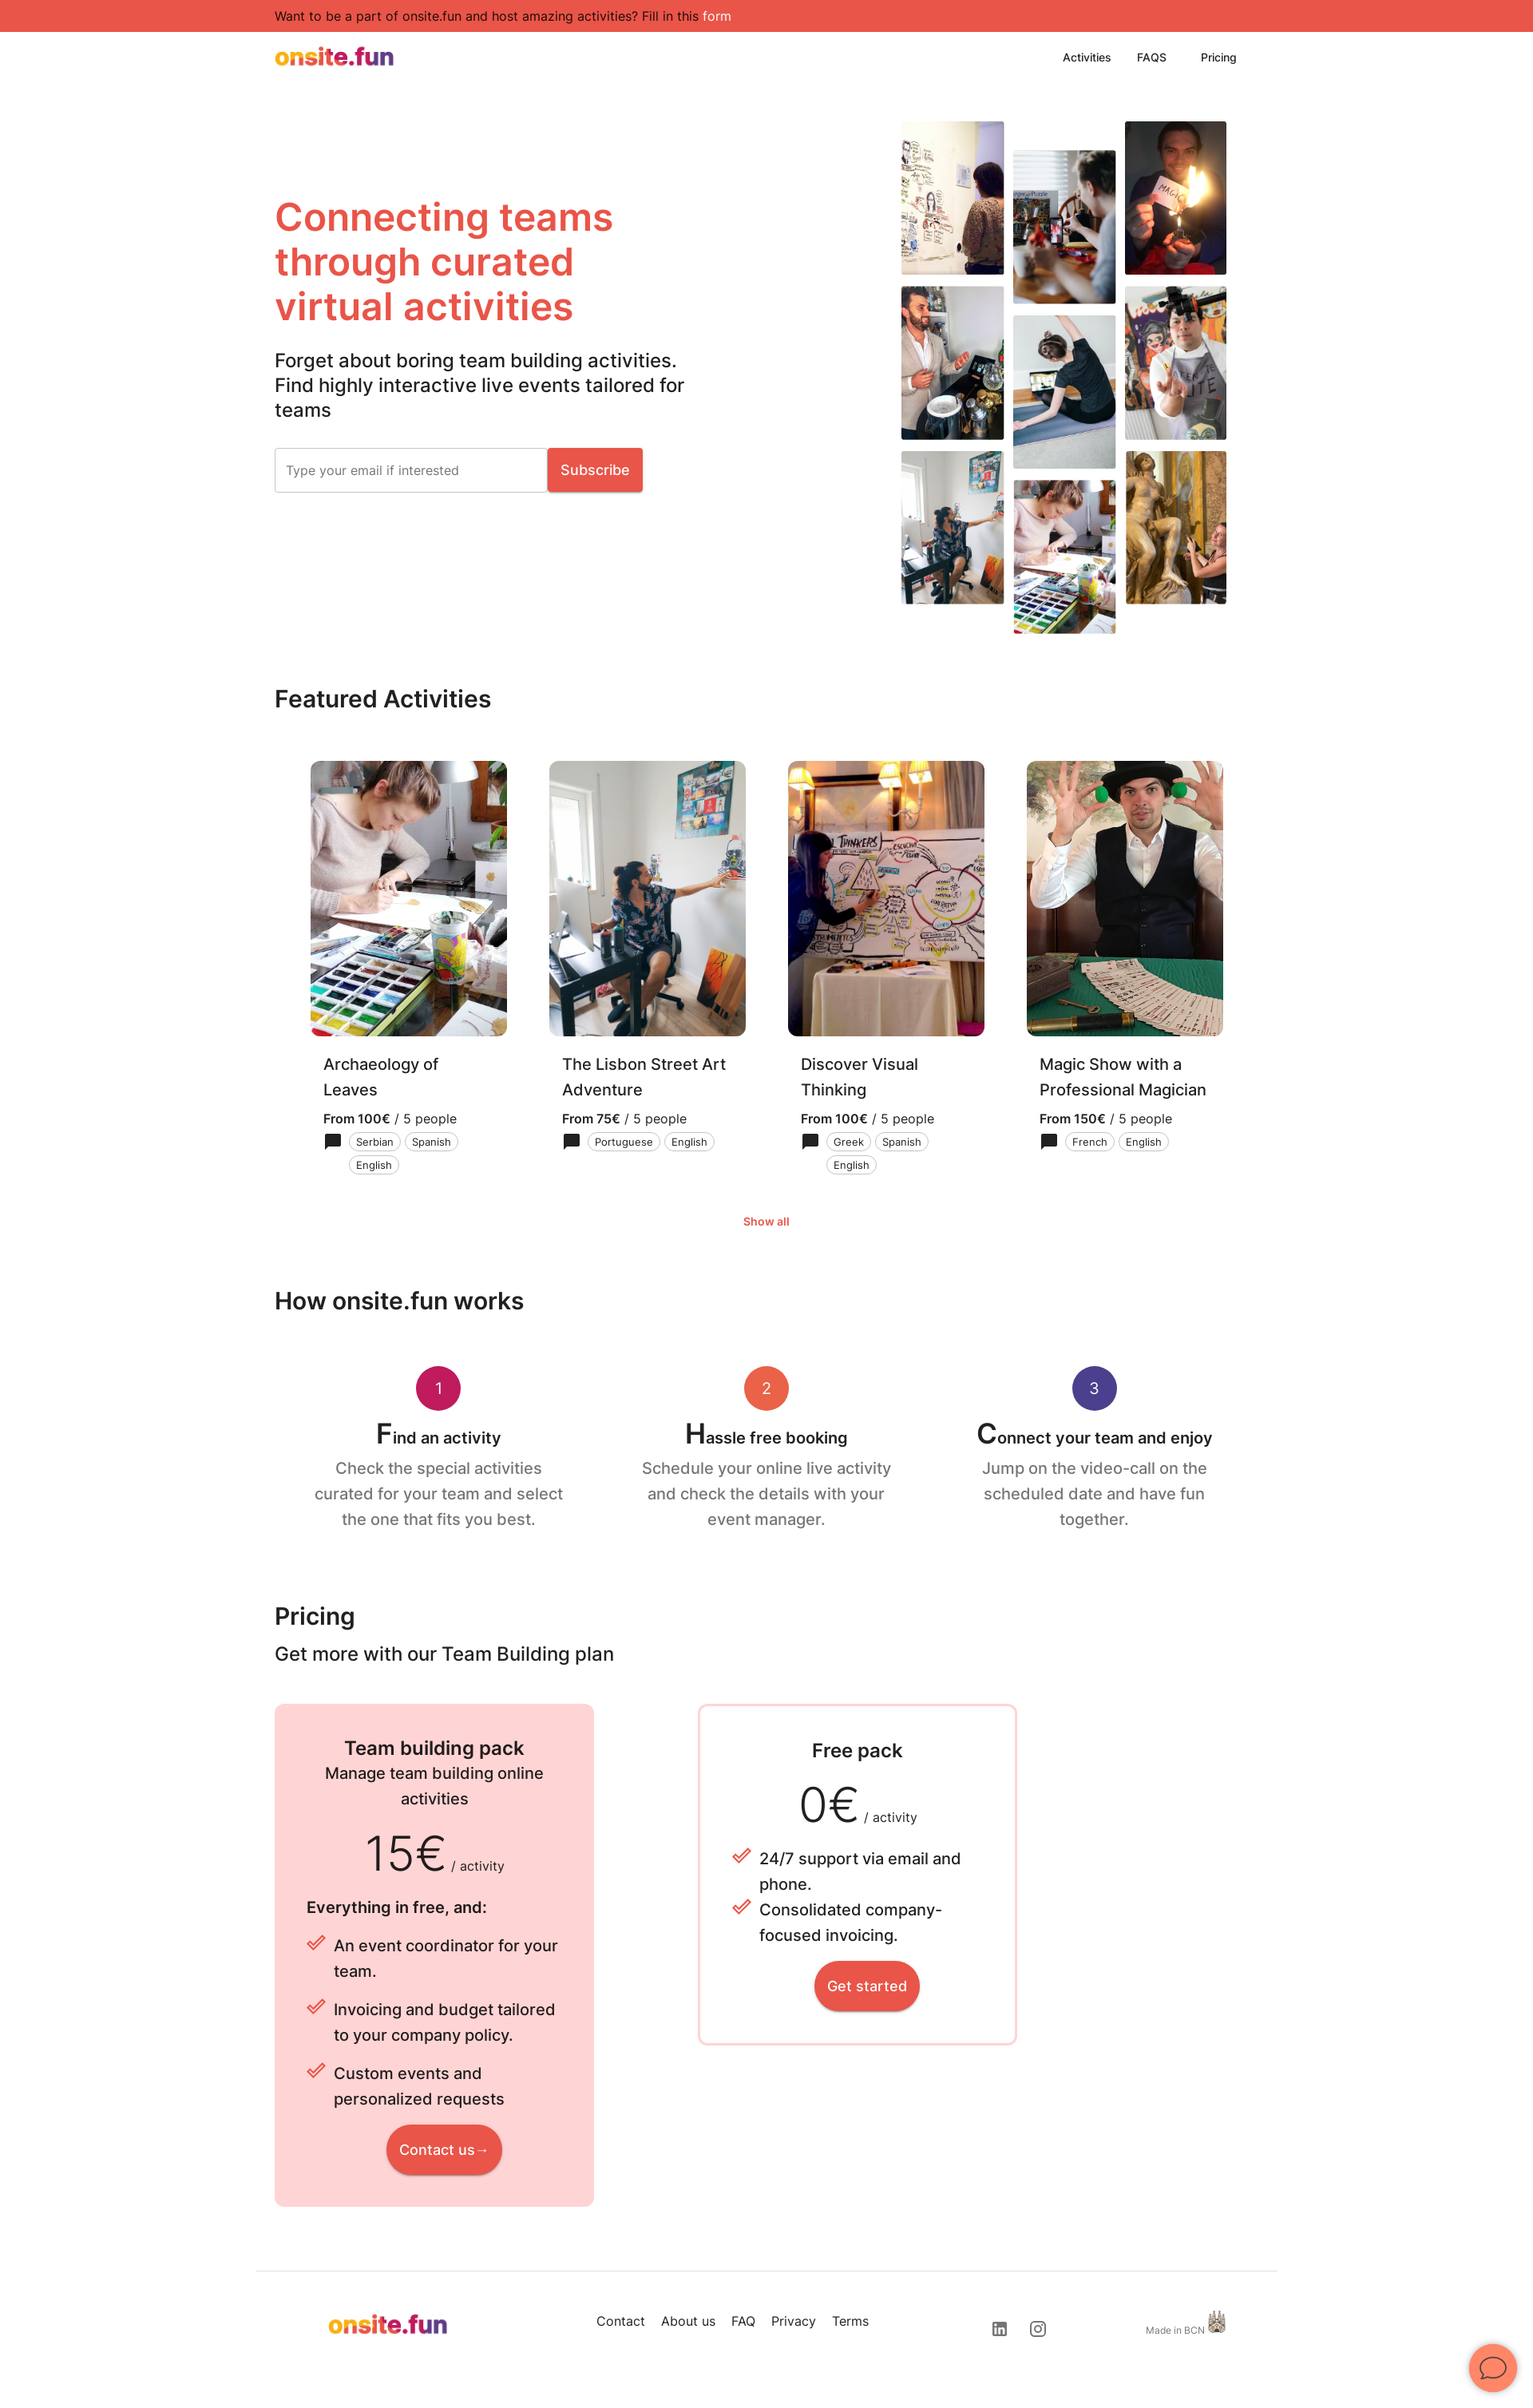 Want to be a part of onsite.fun and host amazing activities? Fill in this form
onsite.fun
Activities
FAQS
Pricing
Connecting teams
through curated
virtual activities
Forget about boring team building activities.
Find highly interactive live events tailored for
teams
Type your email if interested
Subscribe
MAGIC
Featured Activities
Archaeology of
Leaves
From 100€ / 5 people
Serbian
Spanish
English
The Lisbon Street Art
Adventure
From 75€ / 5 people
Portuguese
English
Discover Visual
Thinking
From 100€ / 5 people
Greek
Spanish
English
Magic Show with a
Professional Magician
From 150€ / 5 people
French
English
Show all
How onsite.fun works
1
Find an activity
Check the special activities
curated for your team and select
the one that fits you best.
2
Hassle free booking
Schedule your online live activity
and check the details with your
event manager.
3
Connect your team and enjoy
Jump on the video-call on the
scheduled date and have fun
together.
Pricing
Get more with our Team Building plan
Team building pack
Manage team building online
activities
15€ / activity
Everything in free, and:
An event coordinator for your
team.
Invoicing and budget tailored
to your company policy.
Custom events and
personalized requests
Contact us→
Free pack
0€ / activity
24/7 support via email and
phone.
Consolidated company-
focused invoicing.
Get started
onsite.fun
Contact
About us
FAQ
Privacy
Terms
Made in BCN